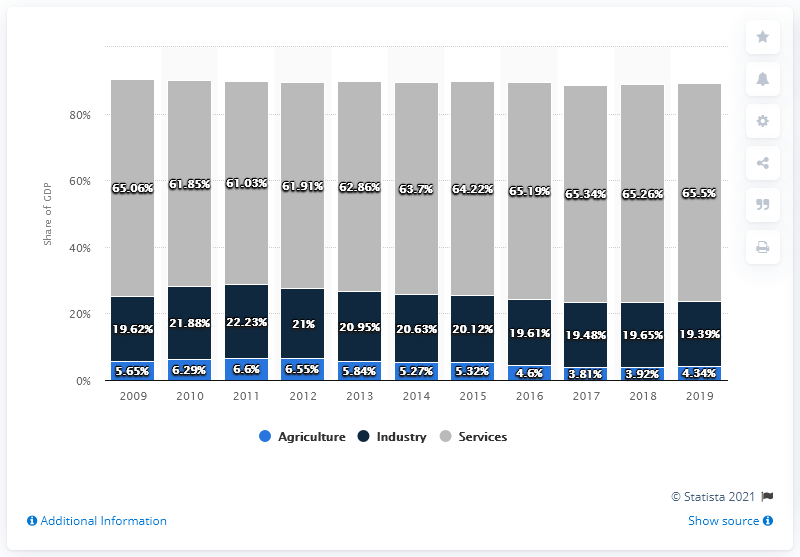 Share of GDP
80%
60%
40%
20%
0%
65.06% 61.85% 61.03% 61.91% 62.86% 63.7% 64.22% 65.19% 65.34% 65.26% 65.5%
19.62% 21.88% 22.23% 21% 20.95% 20.63% 20.12% 19.61% 19.48% 19.65% 19.39%
5.65% 6.29% 6.6% 6.55% 5.84% 5.27% 5.32% 4.6% 3.81% 3.92% 4.34%
2009 2010 2011 2012 2013 2014 2015 2016 2017 2018 2019
Agriculture Industry Services
© Statista 2021
Additional Information Show source